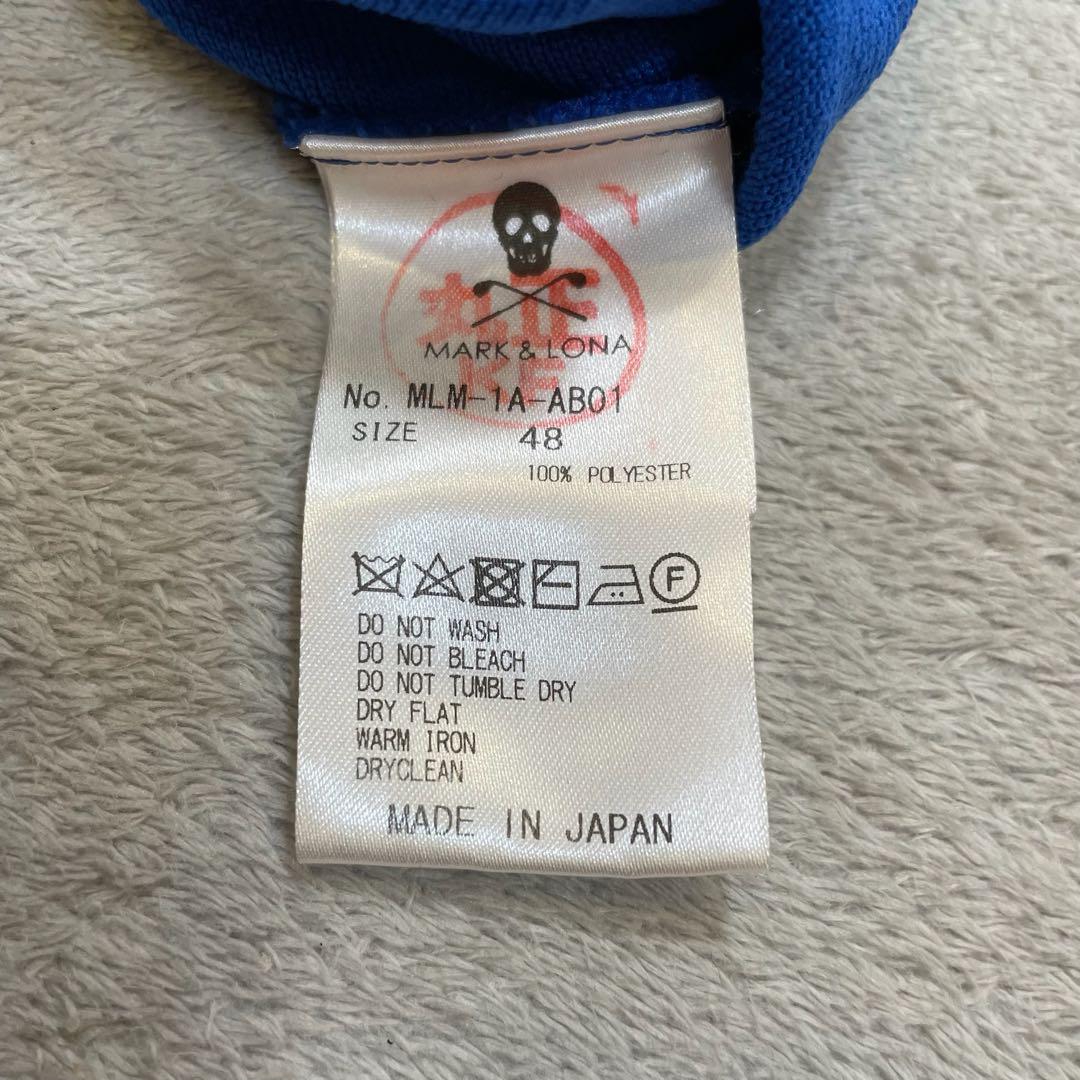 MARK & LONA
No. MLM-1A-AB01
SIZE 48
100% POLYESTER
F
DO NOT WASH
DO NOT BLEACH
DO NOT TUMBLE DRY
DRY FLAT
WARM IRON
DRYCLEAN
MADE IN JAPAN